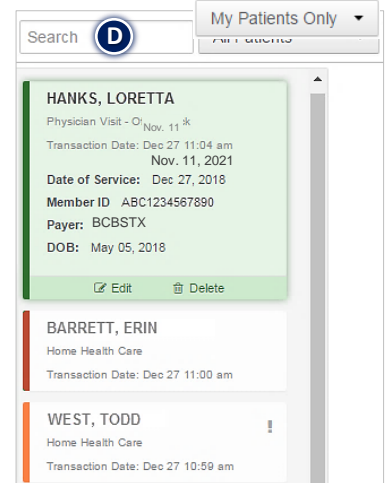 My Patients Only
Search
D
All Patients
HANKS, LORETTA
Physician Visit - O
Nov. 11
Transaction Date: Dec 27 11:04 am
Nov. 11, 2021
Date of Service: Dec 27, 2018
Member ID ABC1234567890
Payer: BCBSTX
DOB: May 05, 2018
Edit Delete
BARRETT, ERIN
Home Health Care
Transaction Date: Dec 27 11:00 am
WEST, TODD
!
Home Health Care
Transaction Date: Dec 27 10:59 am